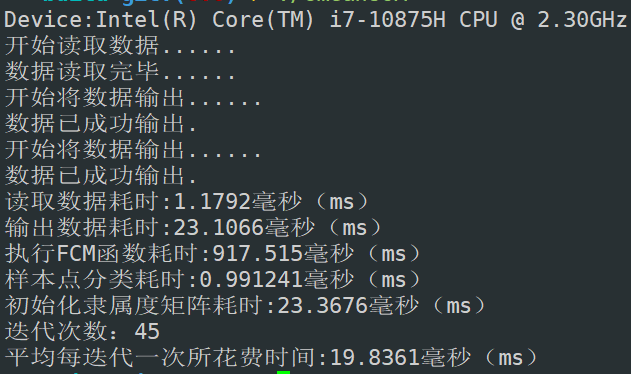 Device:Intel(R) Core(TM) i7-10875H CPU @ 2.30GHz
开始读取数据......
数据读取完毕......
开始将数据输出......
数据已成功输出.
开始将数据输出......
数据已成功输出.
读取数据耗时:1.1792毫秒（ms）
输出数据耗时:23.1066毫秒（ms）
执行FCM函数耗时:917.515毫秒（ms）
样本点分类耗时:0.991241毫秒（ms）
初始化隶属度矩阵耗时:23.3676毫秒（ms）
迭代次数：45
平均每迭代一次所花费时间:19.8361毫秒（ms）